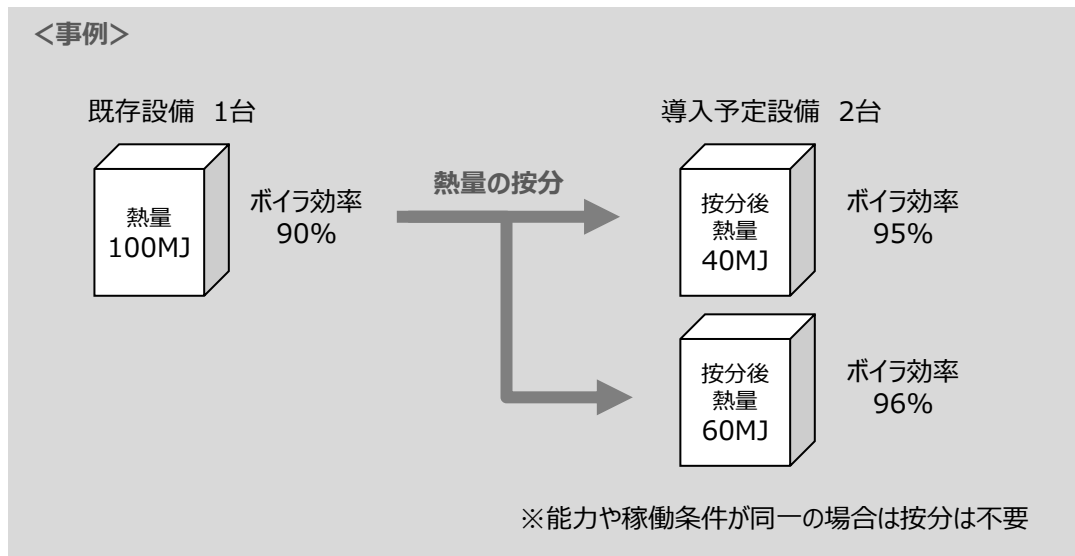 ＜事例＞
既存設備　1台
熱量
100MJ
ボイラ効率
90%
熱量の按分
導入予定設備　2台
按分後
熱量
40MJ
ボイラ効率
95%
按分後
熱量
60MJ
ボイラ効率
96%
※能力や稼働条件が同一の場合は按分は不要